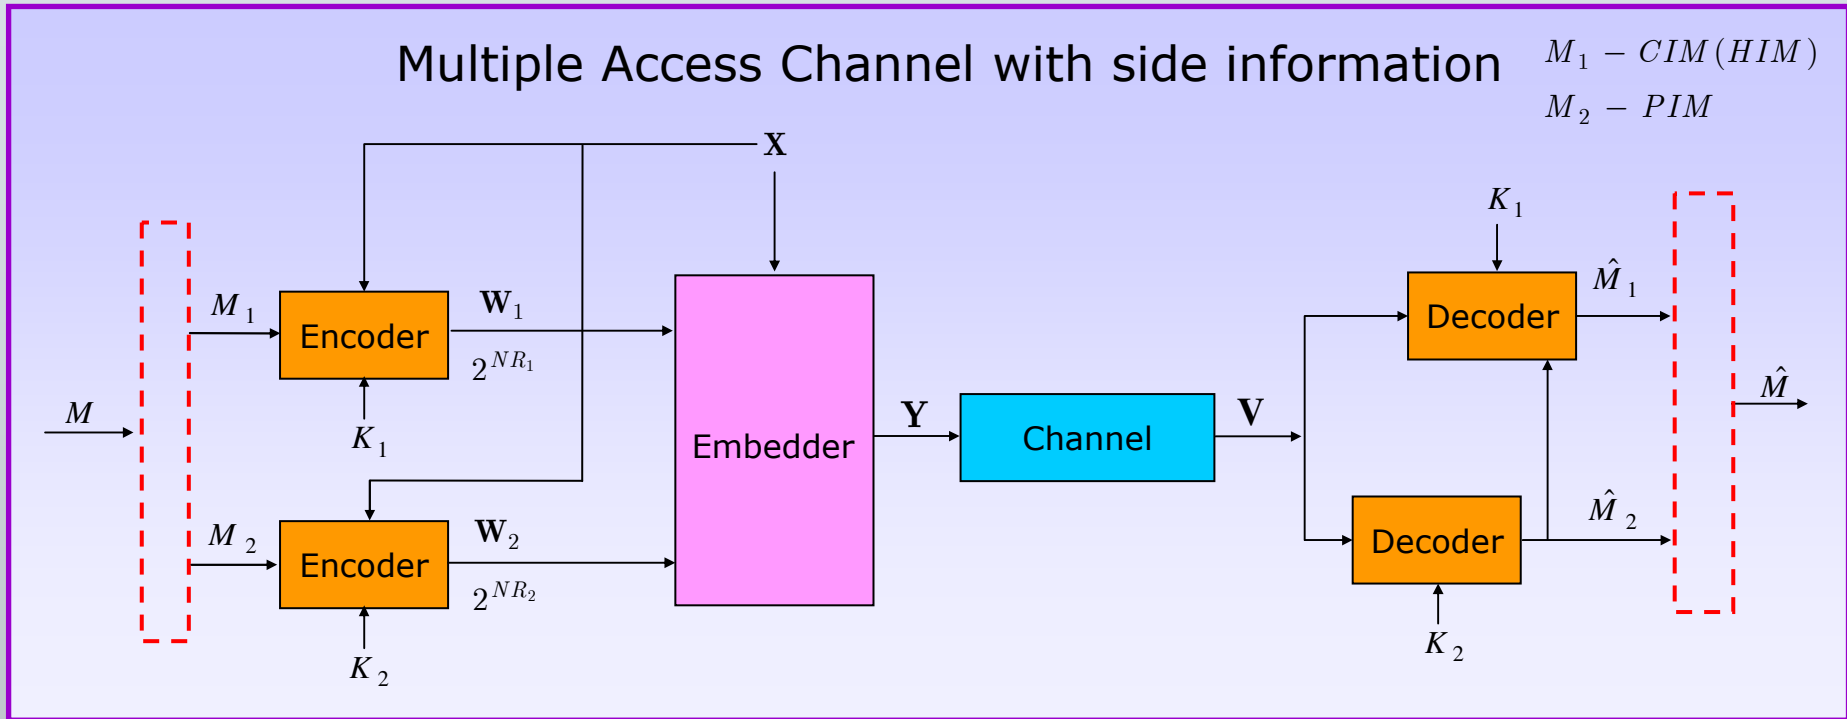 Multiple Access Channel with side information
M₁ − CIM(HIM)
M₂ − PIM
X
K₁
M̂₁
M₁
W₁
Encoder
Decoder
2^{NR₁}
M̂
M
K₁
Y
V
Embedder
Channel
M₂
W₂
M̂₂
Encoder
Decoder
2^{NR₂}
K₂
K₂